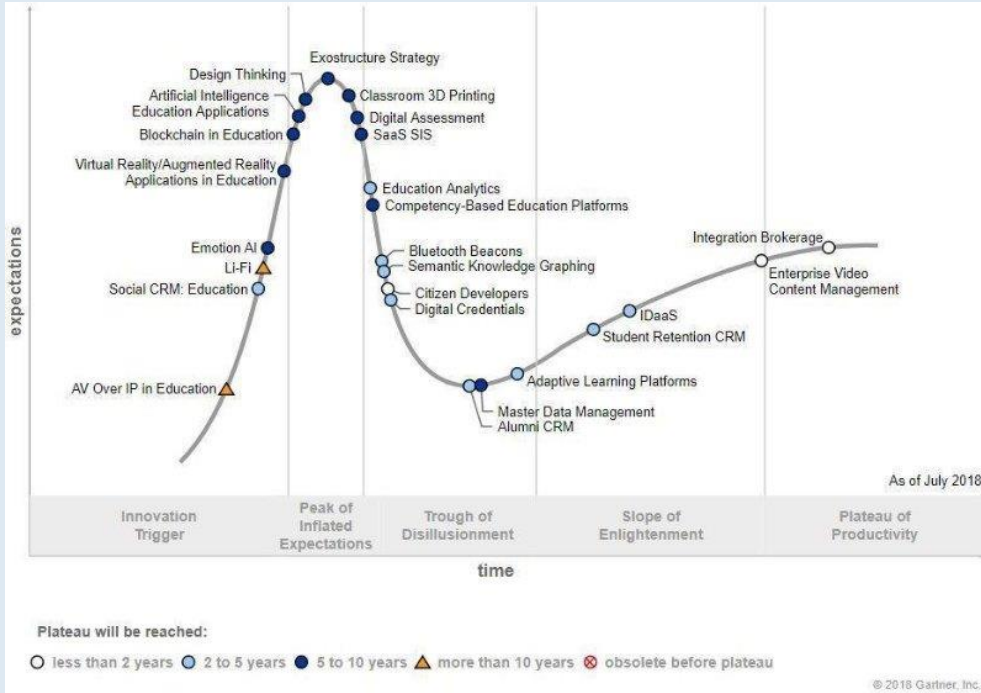 Exostructure Strategy
Design Thinking
Artificial Intelligence
Education Applications
Blockchain in Education
Virtual Reality/Augmented Reality
Applications in Education
Emotion AI
Li-Fi
Social CRM: Education
AV Over IP in Education
Classroom 3D Printing
Digital Assessment
SaaS SIS
Education Analytics
Competency-Based Education Platforms
Bluetooth Beacons
Semantic Knowledge Graphing
Citizen Developers
Digital Credentials
Adaptive Learning Platforms
Master Data Management
Alumni CRM
IDaaS
Student Retention CRM
Integration Brokerage
Enterprise Video
Content Management
expectations
As of July 2018
Innovation
Trigger
Peak of
Inflated
Expectations
Trough of
Disillusionment
Slope of
Enlightenment
Plateau of
Productivity
time
Plateau will be reached:
less than 2 years
2 to 5 years
5 to 10 years
more than 10 years
obsolete before plateau
© 2018 Gartner, Inc.